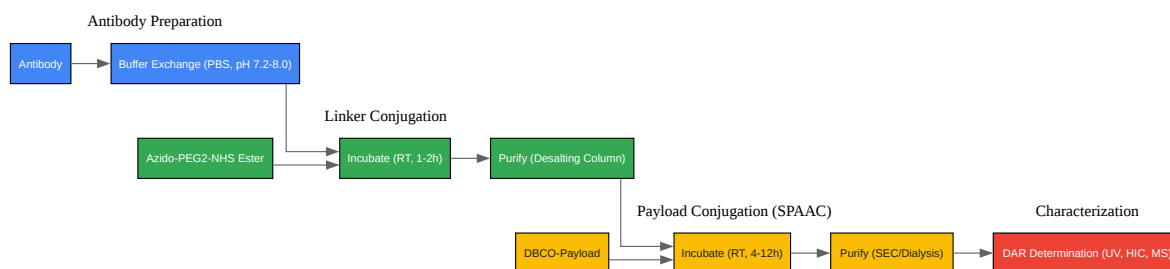 Antibody Preparation
Antibody
Buffer Exchange (PBS, pH 7.2-8.0)
Linker Conjugation
Azido-PEG2-NHS Ester
Incubate (RT, 1-2h)
Purify (Desalting Column)
Payload Conjugation (SPAAC)
Characterization
DBCO-Payload
Incubate (RT, 4-12h)
Purify (SEC/Dialysis)
DAR Determination (UV, HIC, MS)